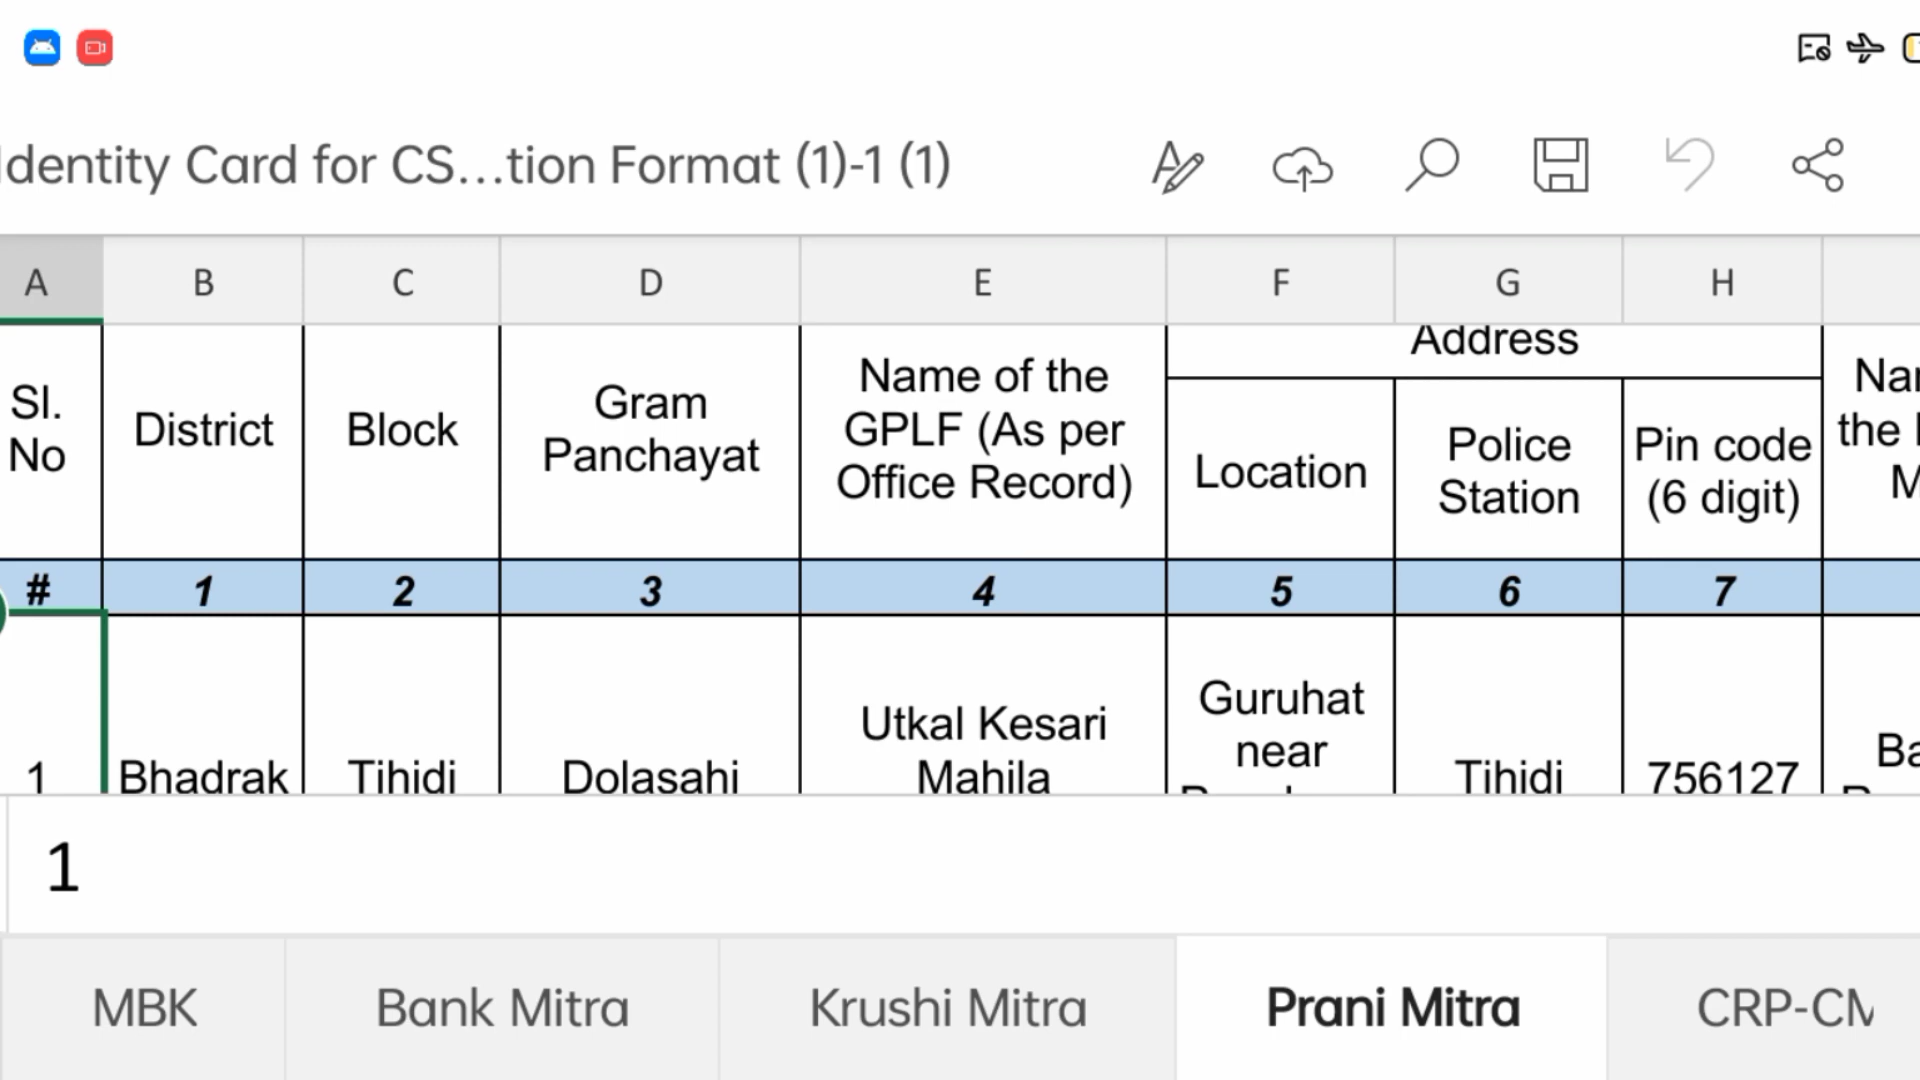 Identity Card for CS...tion Format (1)-1 (1)
A B C D E F G H
Address
Sl. No
District
Block
Gram Panchayat
Name of the GPLF (As per Office Record)
Location
Police Station
Pin code (6 digit)
the
# 1 2 3 4 5 6 7
1
Bhadrak
Tihidi
Dolasahi
Utkal Kesari Mahila
Guruhat near
Tihidi
756127
1
MBK
Bank Mitra
Krushi Mitra
Prani Mitra
CRP-CM